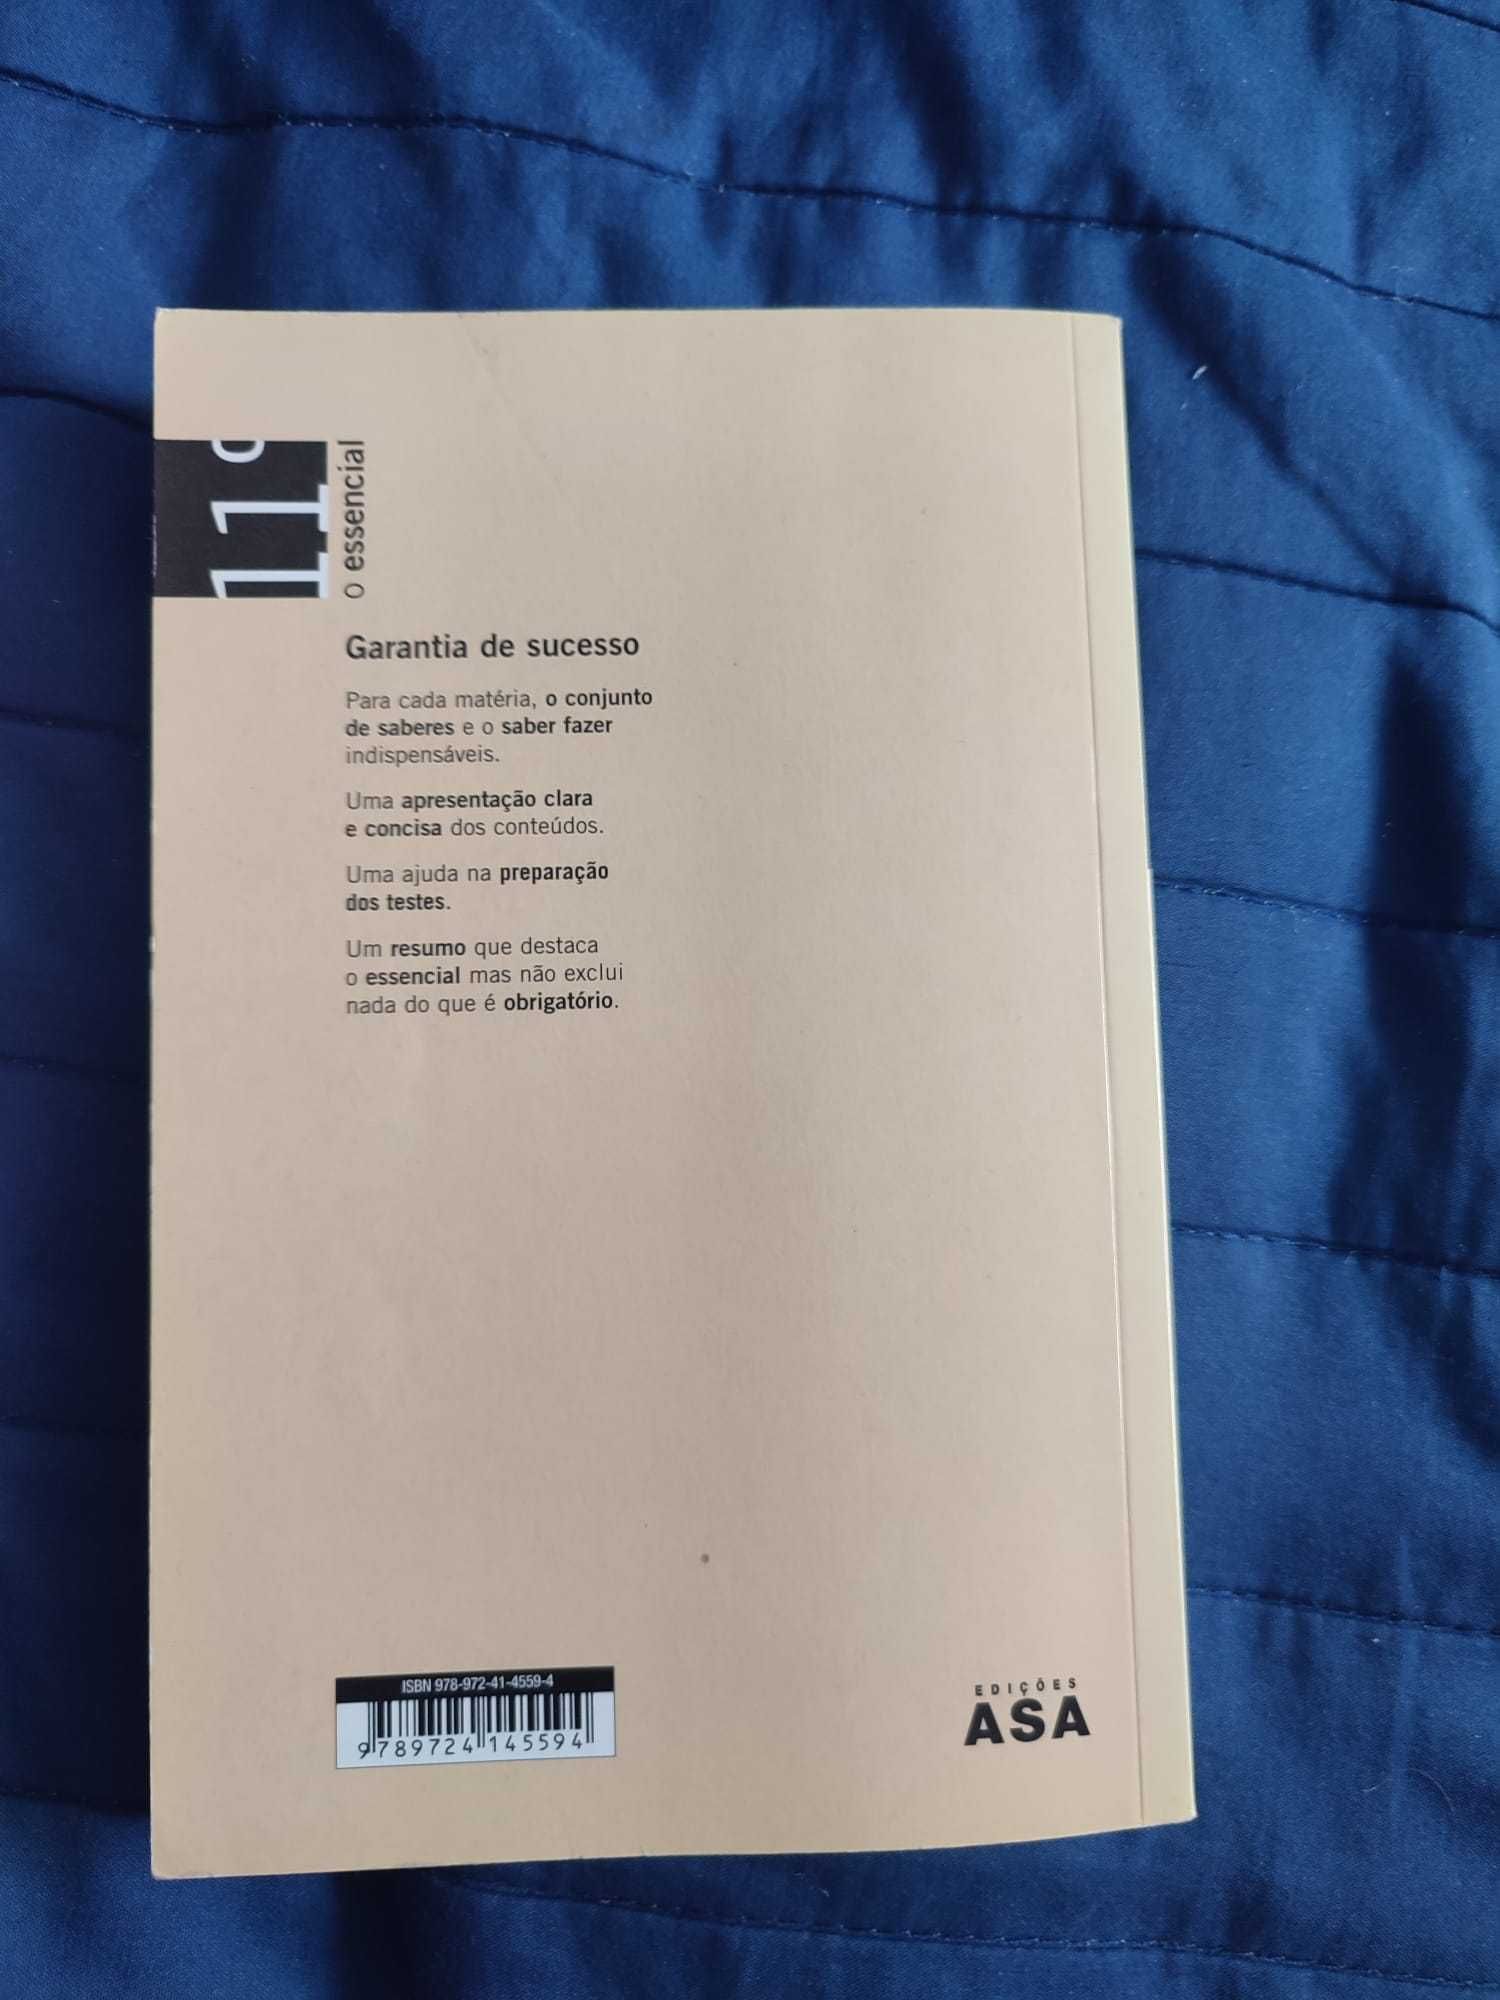 11º
o essencial
Garantia de sucesso
Para cada matéria, o conjunto
de saberes e o saber fazer
indispensáveis.
Uma apresentação clara
e concisa dos conteúdos.
Uma ajuda na preparação
dos testes.
Um resumo que destaca
o essencial mas não exclui
nada do que é obrigatório.
ISBN 978-972-41-4559-4
9 789724 145594
EDIÇÕES
ASA